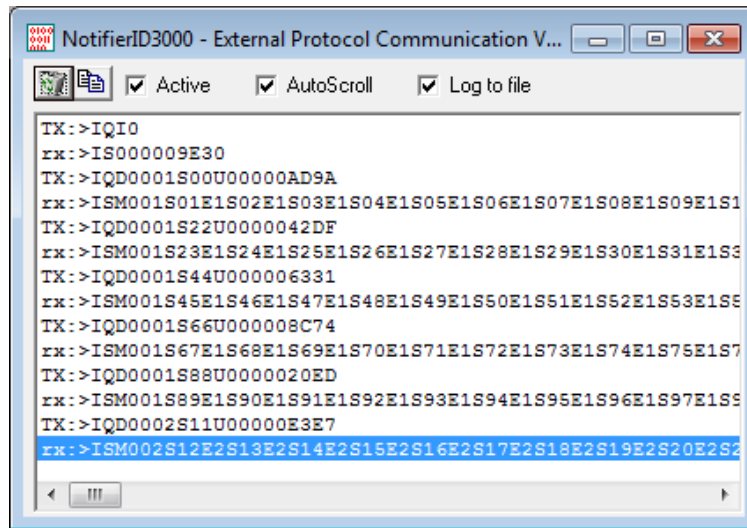 NotifierID3000 - External Protocol Communication V...
Active AutoScroll Log to file
TX:>IQI0
rx:>IS000009E30
TX:>IQD0001S00U00000AD9A
rx:>ISM001S01E1S02E1S03E1S04E1S05E1S06E1S07E1S08E1S09E1S1
TX:>IQD0001S22U0000042DF
rx:>ISM001S23E1S24E1S25E1S26E1S27E1S28E1S29E1S30E1S31E1S3
TX:>IQD0001S44U000006331
rx:>ISM001S45E1S46E1S47E1S48E1S49E1S50E1S51E1S52E1S53E1S5
TX:>IQD0001S66U000008C74
rx:>ISM001S67E1S68E1S69E1S70E1S71E1S72E1S73E1S74E1S75E1S7
TX:>IQD0001S88U0000020ED
rx:>ISM001S89E1S90E1S91E1S92E1S93E1S94E1S95E1S96E1S97E1S9
TX:>IQD0002S11U00000E3E7
rx:>ISM002S12E2S13E2S14E2S15E2S16E2S17E2S18E2S19E2S20E2S2